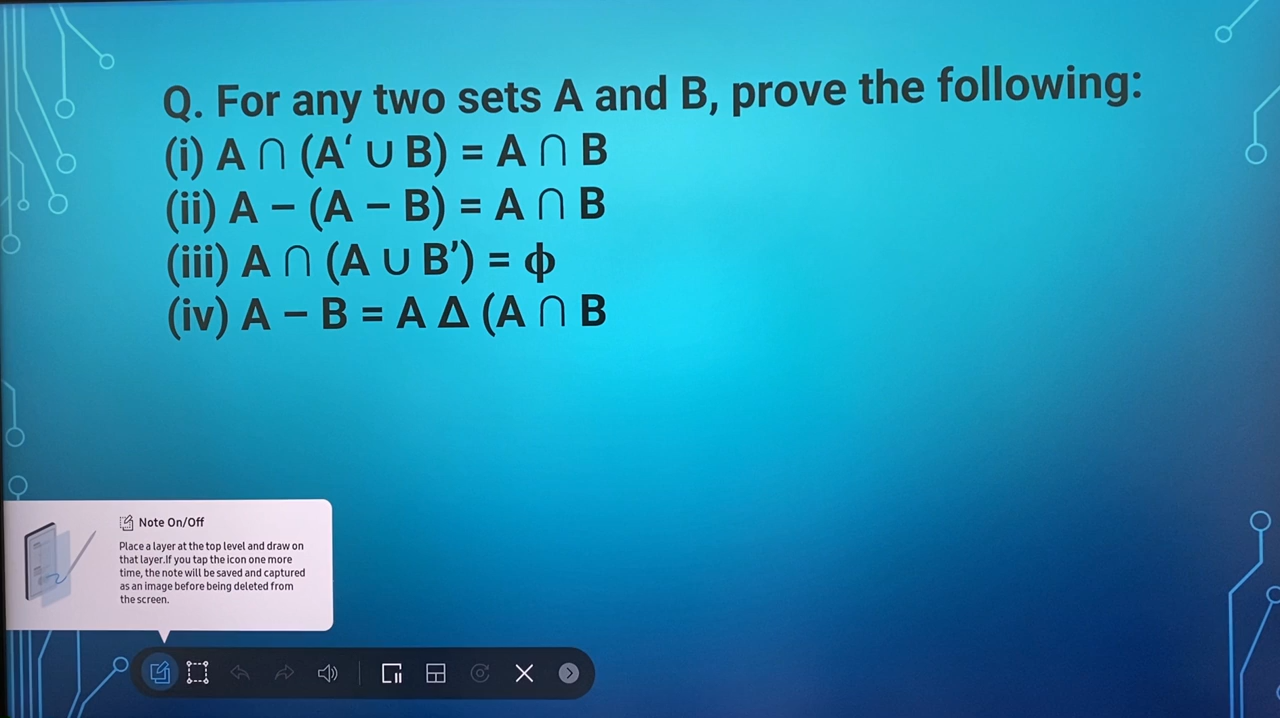 Q. For any two sets A and B, prove the following:
(i) A ∩ (A‘ ∪ B) = A ∩ B
(ii) A – (A – B) = A ∩ B
(iii) A ∩ (A ∪ B’) = ϕ
(iv) A – B = A Δ (A ∩ B
Note On/Off
Place a layer at the top level and draw on
that layer.If you tap the icon one more
time, the note will be saved and captured
as an image before being deleted from
the screen.